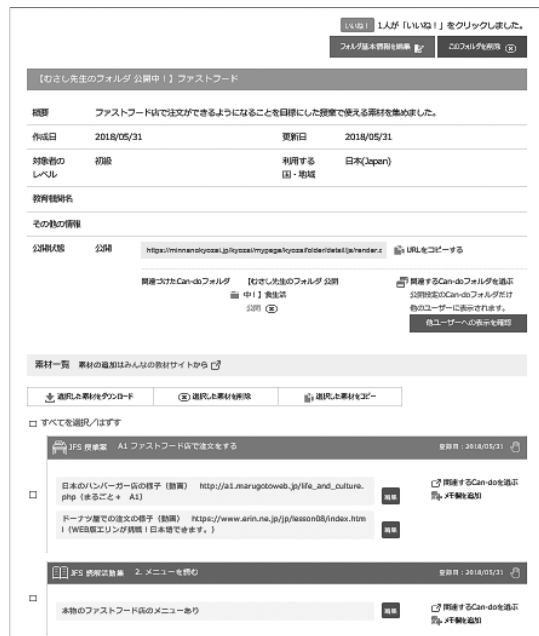 いいね! 1人が「いいね!」をクリックしました。
フォルダ基本情報を編集 このフォルダを削除
【むさし先生のフォルダ 公開中!】ファストフード
概要 ファストフード店で注文ができるようになることを目標にした授業で使える素材を集めました。
作成日 2018/05/31 更新日 2018/05/31
対象者の 初級 利用する 日本(Japan)
レベル 国・地域
教育機関名
その他の情報
公開状態 公開 https://minnanokyozai.jp/kyozai/mypage/kyozaifolder/detail/ja/render.c URLをコピーする
関連づけたCan-doフォルダ 【むさし先生のフォルダ 公開 関連するCan-doフォルダを選ぶ
中!】食生活 公開設定のCan-doフォルダだけ
公開 他のユーザーに表示されます。
他ユーザーへの表示を確認
素材一覧 素材の追加はみんなの教材サイトから
選択した素材をダウンロード 選択した素材を削除 選択した素材をコピー
すべてを選択/はずす
JFS 授業案 A1 ファストフード店で注文をする 登録日:2018/05/31
日本のハンバーガー店の様子(動画) http://a1.marugotoweb.jp/life_and_culture. 編集 関連するCan-doを選ぶ
php(まるごと+ A1) メモ欄を追加
ドーナツ屋での注文の様子(動画) https://www.erin.ne.jp/jp/lesson08/index.htm 編集
l(WEB版エリンが挑戦!日本語できます。)
JFS 読解活動集 2. メニューを読む 登録日:2018/05/31
本物のファストフード店のメニューあり 編集 関連するCan-doを選ぶ
メモ欄を追加